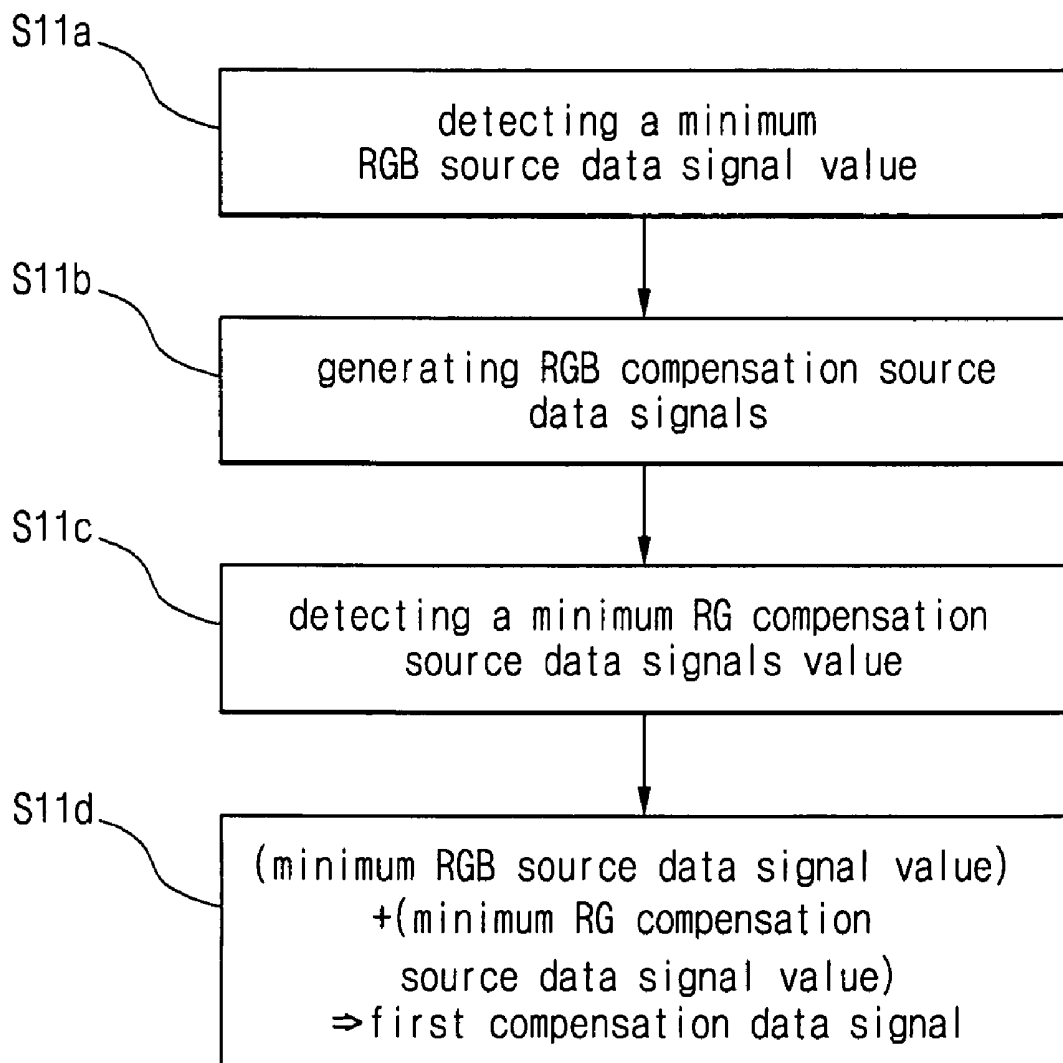 S11a
detecting a minimum
RGB source data signal value
S11b
generating RGB compensation source
data signals
S11c
detecting a minimum RG compensation
source data signals value
S11d
(minimum RGB source data signal value)
+(minimum RG compensation
source data signal value)
⇒first compensation data signal